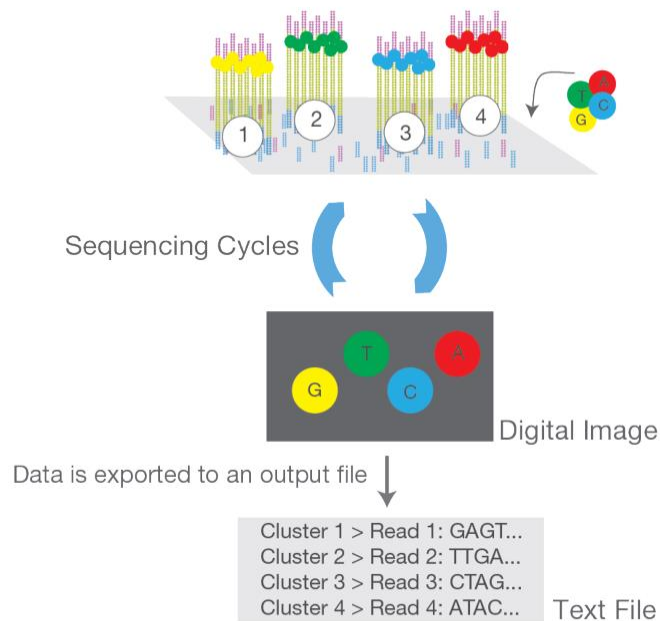 1
2
3
4
A
T
C
G
Sequencing Cycles
T
A
G
C
Digital Image
Data is exported to an output file
Cluster 1 > Read 1: GAGT...
Cluster 2 > Read 2: TTGA...
Cluster 3 > Read 3: CTAG...
Cluster 4 > Read 4: ATAC...
Text File